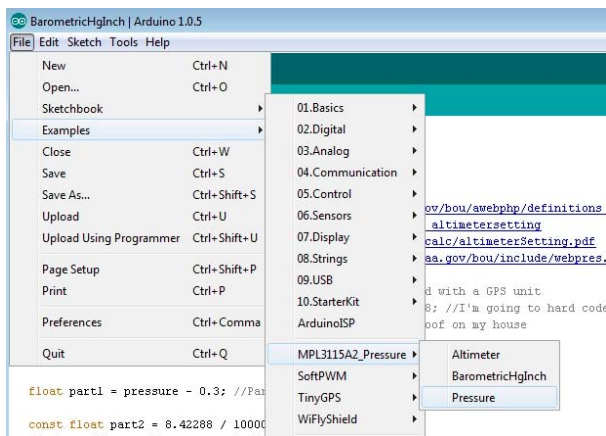 BarometricHgInch | Arduino 1.0.5
File Edit Sketch Tools Help
New Ctrl+N
Open... Ctrl+O
Sketchbook
Examples
Close Ctrl+W
Save Ctrl+S
Save As... Ctrl+Shift+S
Upload Ctrl+U
Upload Using Programmer Ctrl+Shift+U
Page Setup Ctrl+Shift+P
Print Ctrl+P
Preferences Ctrl+Comma
Quit Ctrl+Q
01.Basics
02.Digital
03.Analog
04.Communication
05.Control
06.Sensors
07.Display
08.Strings
09.USB
10.StarterKit
ArduinoISP
MPL3115A2_Pressure
SoftPWM
TinyGPS
WiFlyShield
Altimeter
BarometricHgInch
Pressure
ov/bou/awebphp/definitions_
altimetersetting
calc/altimeterSetting.pdf
aa.gov/bou/include/webpres.
d with a GPS unit
8; //I'm going to hard code
oof on my house
float part1 = pressure - 0.3; //Par
const float part2 = 8.42288 / 10000